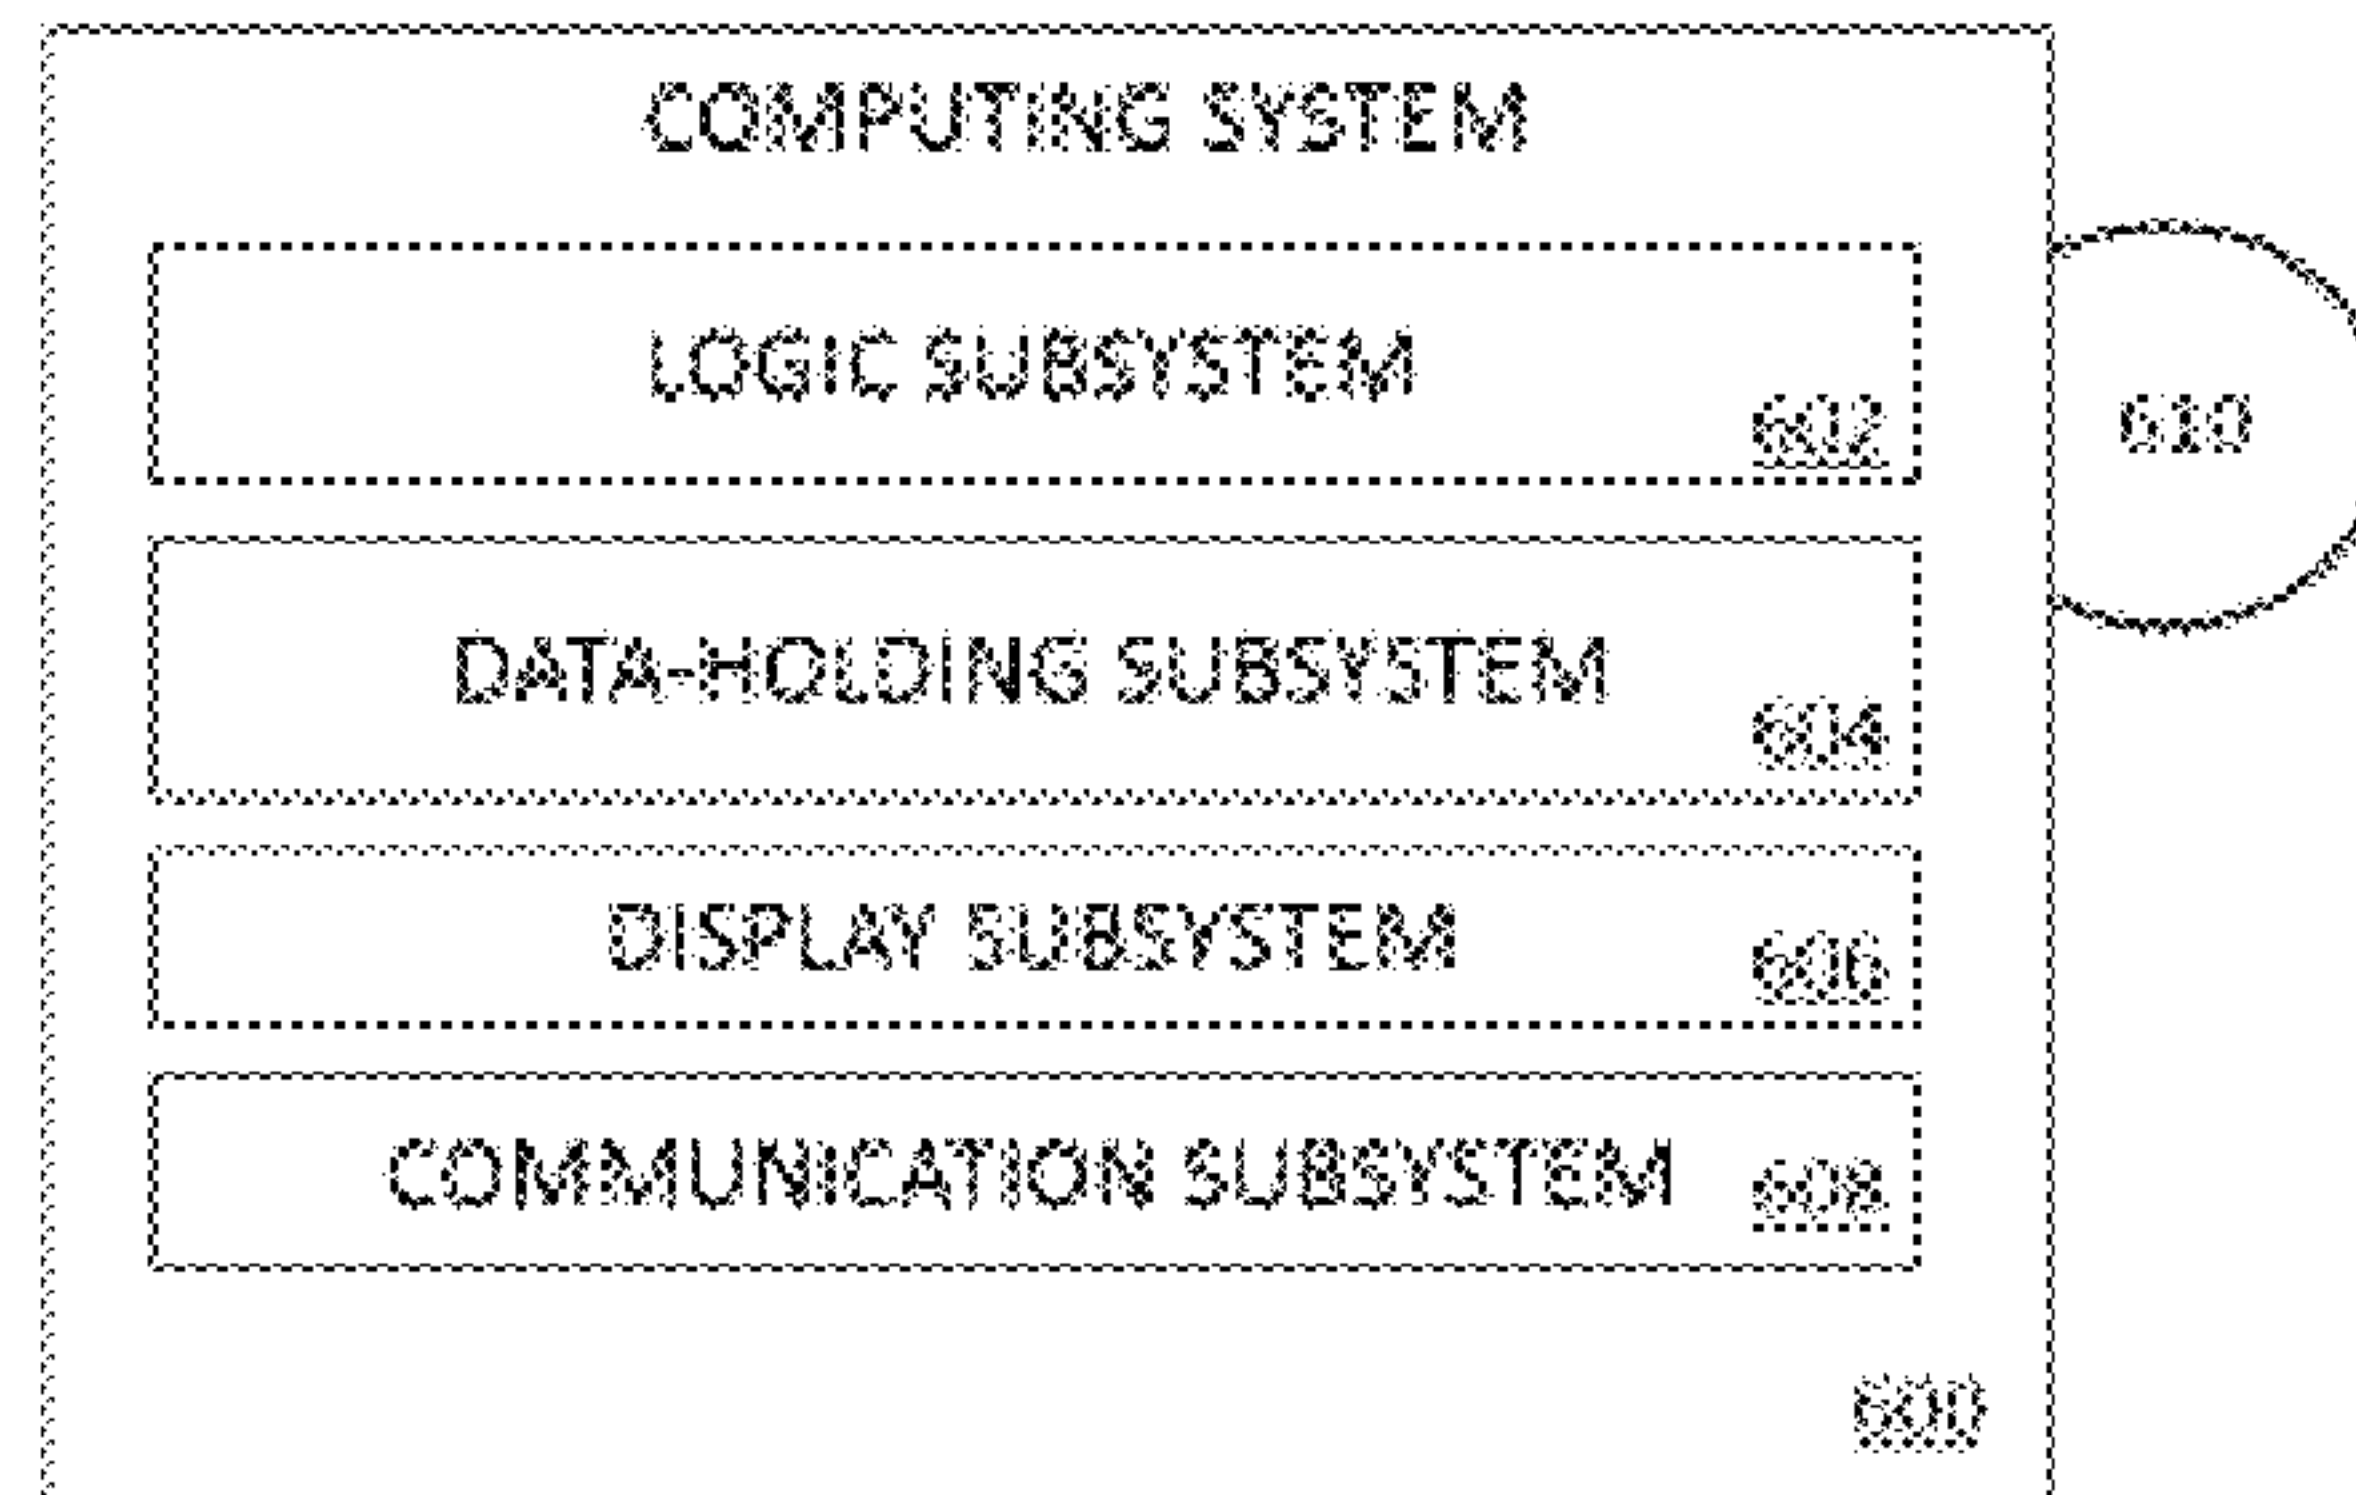 COMPUTING SYSTEM
LOGIC SUBSYSTEM
602
610
DATA-HOLDING SUBSYSTEM
604
DISPLAY SUBSYSTEM
606
COMMUNICATION SUBSYSTEM 608
600